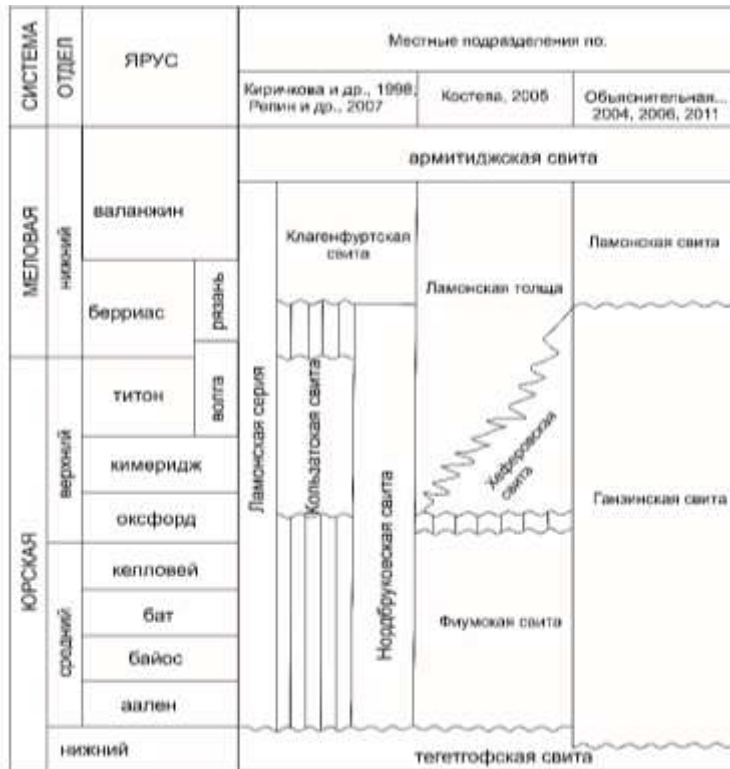 СИСТЕМА
ОТДЕЛ
ЯРУС
Местные подразделения по:
Киричкова и др., 1998,
Репин и др., 2007
Костева, 2005
Объяснительная...
2004, 2006, 2011
армитиджская свита
МЕЛОВАЯ
нижний
валанжин
берриас
рязань
волга
ЮРСКАЯ
верхний
титон
кимеридж
оксфорд
средний
келловей
бат
байос
аален
нижний
Ламонская серия
Клагенфуртская
свита
Кользатская свита
Нордбруковская свита
Ламонская толща
Хеферовская
свита
Фиумская свита
Ламонская свита
Ганзинская свита
тегетгофская свита